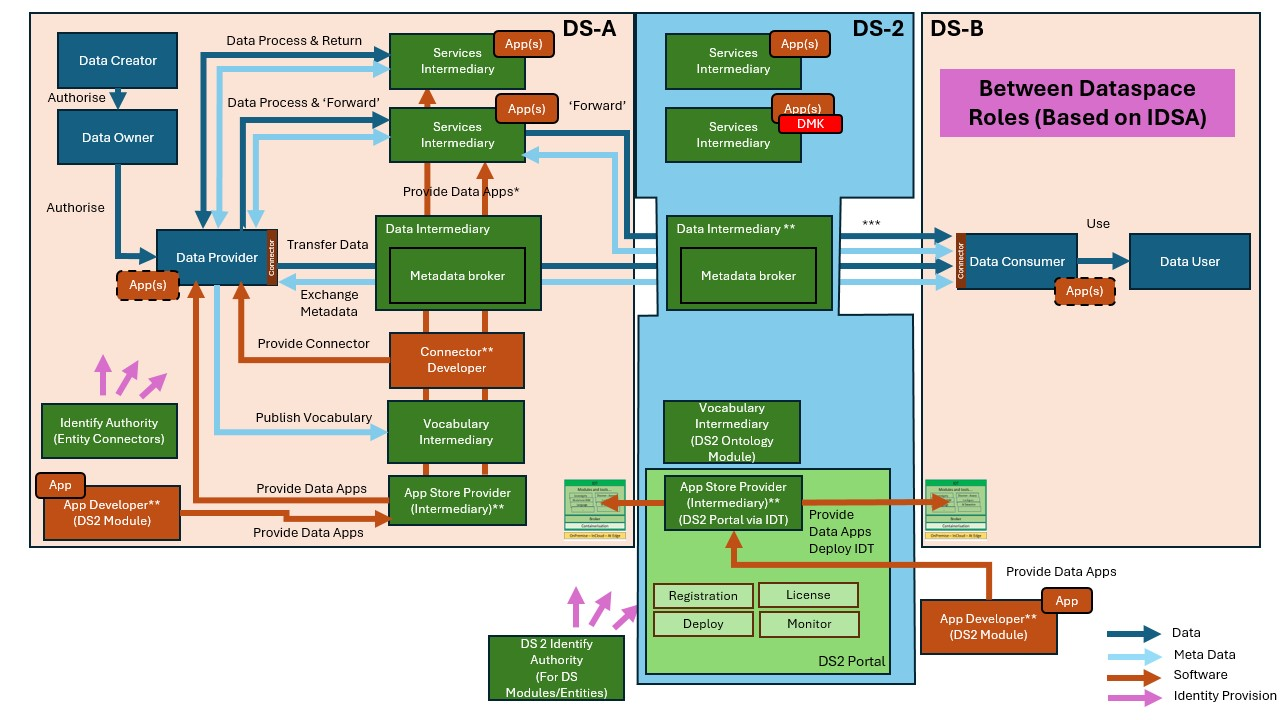 DS-A
DS-2
DS-B
Data Creator
Authorise
Data Owner
Authorise
Data Process & Return
Data Process & ‘Forward’
Services
Intermediary
App(s)
Services
Intermediary
App(s)
‘Forward’
Provide Data Apps*
Data Provider
Connector
App(s)
Transfer Data
Exchange
Metadata
Data Intermediary
Metadata broker
Provide Connector
Connector**
Developer
Publish Vocabulary
Vocabulary
Intermediary
Identify Authority
(Entity Connectors)
App
App Developer**
(DS2 Module)
Provide Data Apps
Provide Data Apps
App Store Provider
(Intermediary)**
Services
Intermediary
App(s)
Services
Intermediary
App(s)
DMK
Data Intermediary **
Metadata broker
Vocabulary
Intermediary
(DS2 Ontology
Module)
App Store Provider
(Intermediary)**
(DS2 Portal via IDT)
Provide
Data Apps
Deploy IDT
Registration
License
Deploy
Monitor
DS2 Portal
DS 2 Identify
Authority
(For DS
Modules/Entities)
Between Dataspace
Roles (Based on IDSA)
***
Connector
Data Consumer
App(s)
Use
Data User
Provide Data Apps
App
App Developer**
(DS2 Module)
Data
Meta Data
Software
Identity Provision